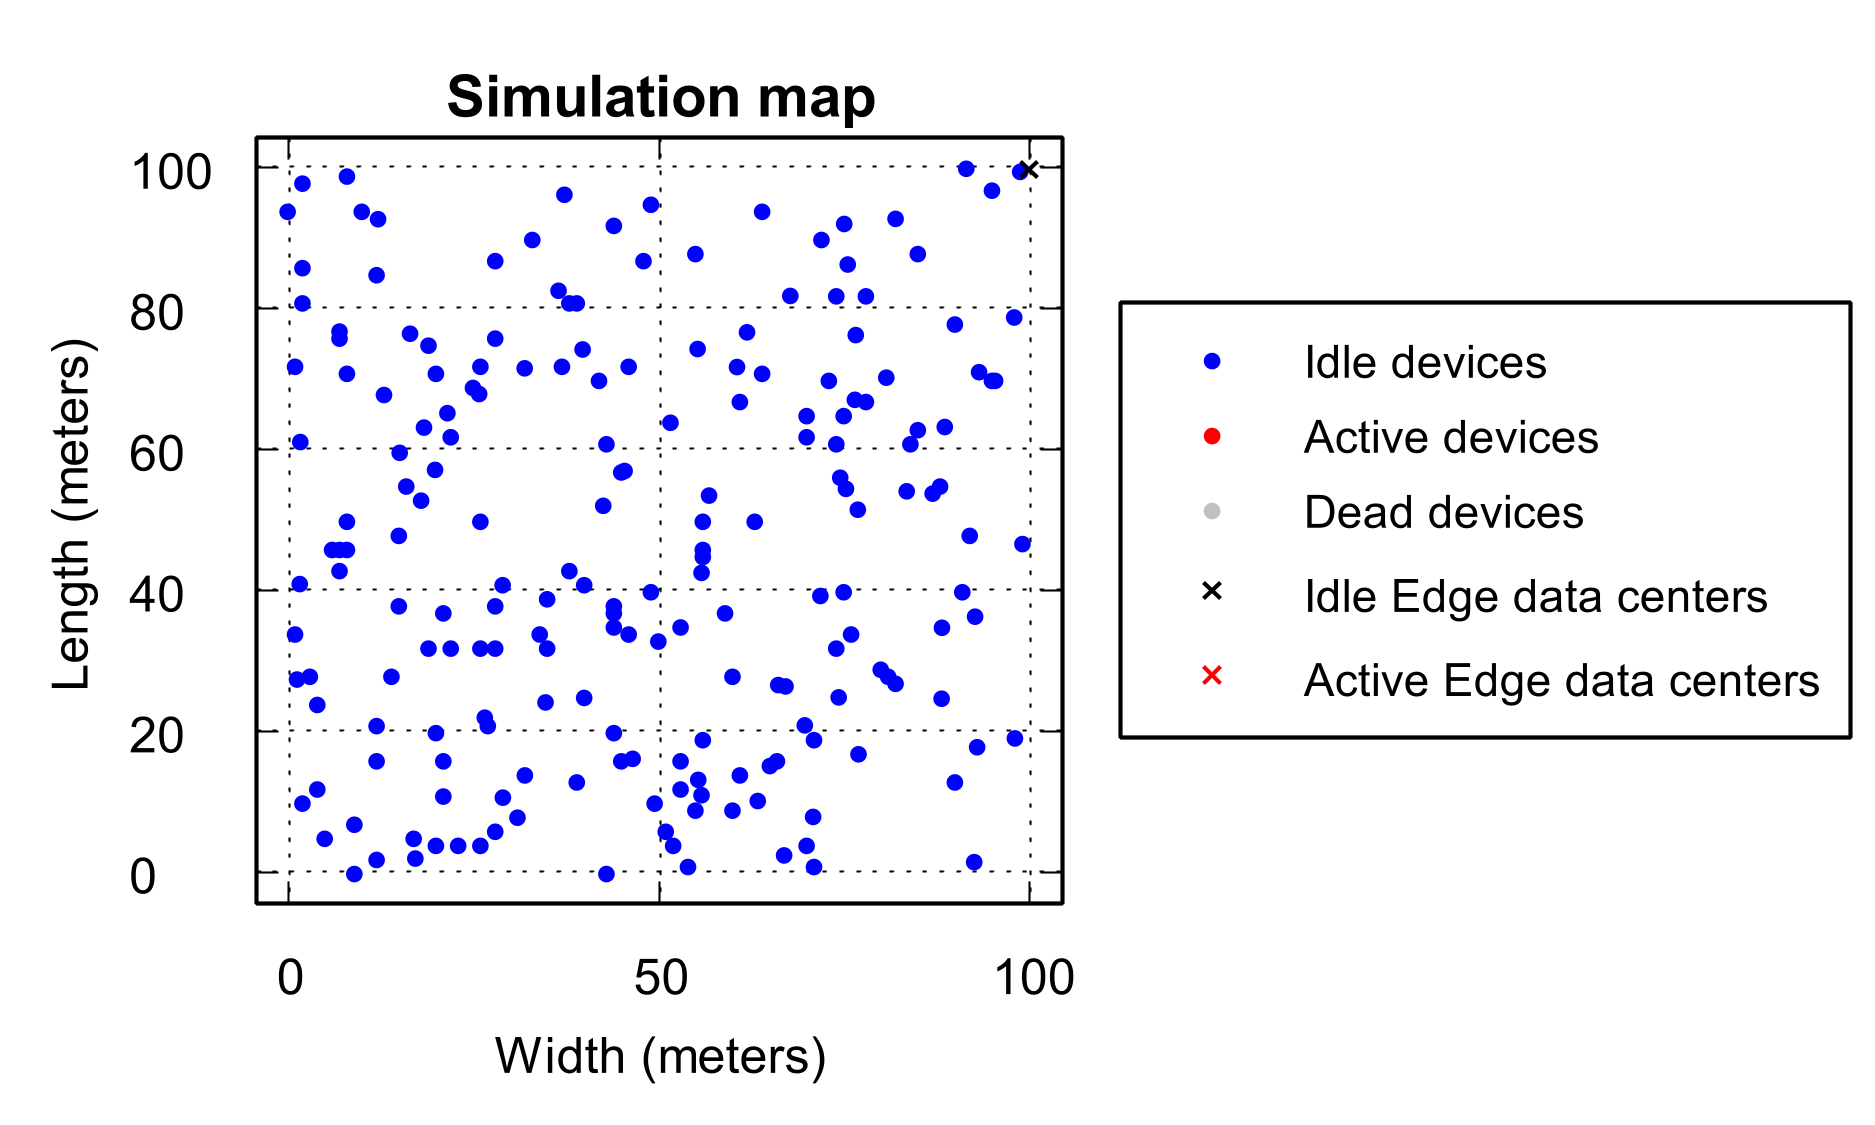 Simulation map
100
80
60
40
20
0
Length (meters)
0 50 100
Width (meters)
Idle devices
Active devices
Dead devices
Idle Edge data centers
Active Edge data centers